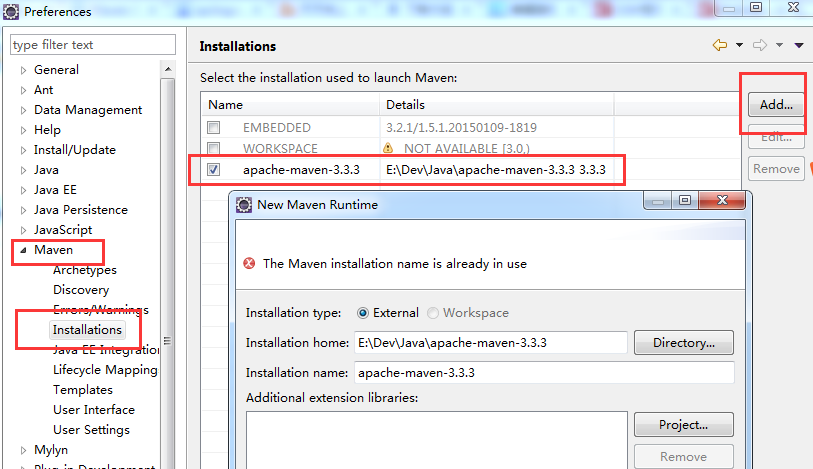 Preferences
type filter text
General
Ant
Data Management
Help
Install/Update
Java
Java EE
Java Persistence
JavaScript
Maven
Archetypes
Discovery
Errors/Warnings
Installations
Java EE Integration
Lifecycle Mapping
Templates
User Interface
User Settings
Mylyn
Installations
Select the installation used to launch Maven:
Name Details
EMBEDDED 3.2.1/1.5.1.20150109-1819
WORKSPACE NOT AVAILABLE [3.0,)
apache-maven-3.3.3 E:\Dev\Java\apache-maven-3.3.3 3.3.3
Add...
Edit...
Remove
New Maven Runtime
The Maven installation name is already in use
Installation type: External Workspace
Installation home: E:\Dev\Java\apache-maven-3.3.3 Directory...
Installation name: apache-maven-3.3.3
Additional extension libraries:
Project...
Remove